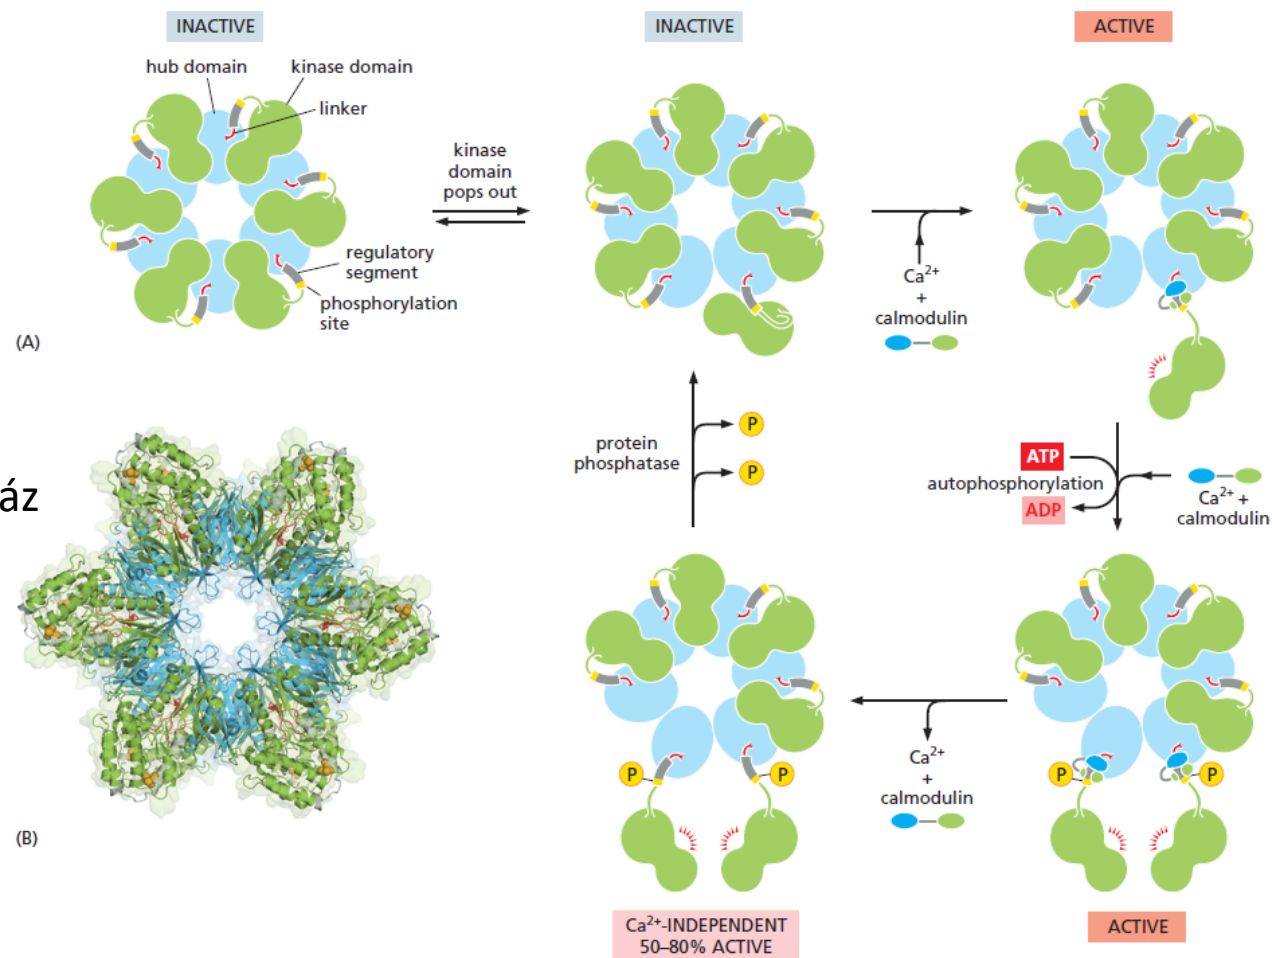 INACTIVE
hub domain
kinase domain
linker
regulatory
segment
phosphorylation
site
(A)
kinase
domain
pops out
INACTIVE
Ca2+
+
calmodulin
ACTIVE
ATP
autophosphorylation
ADP
Ca2+ +
calmodulin
protein
phosphatase
P
P
áz
(B)
P
P
Ca2+-INDEPENDENT
50–80% ACTIVE
Ca2+
+
calmodulin
P
P
ACTIVE